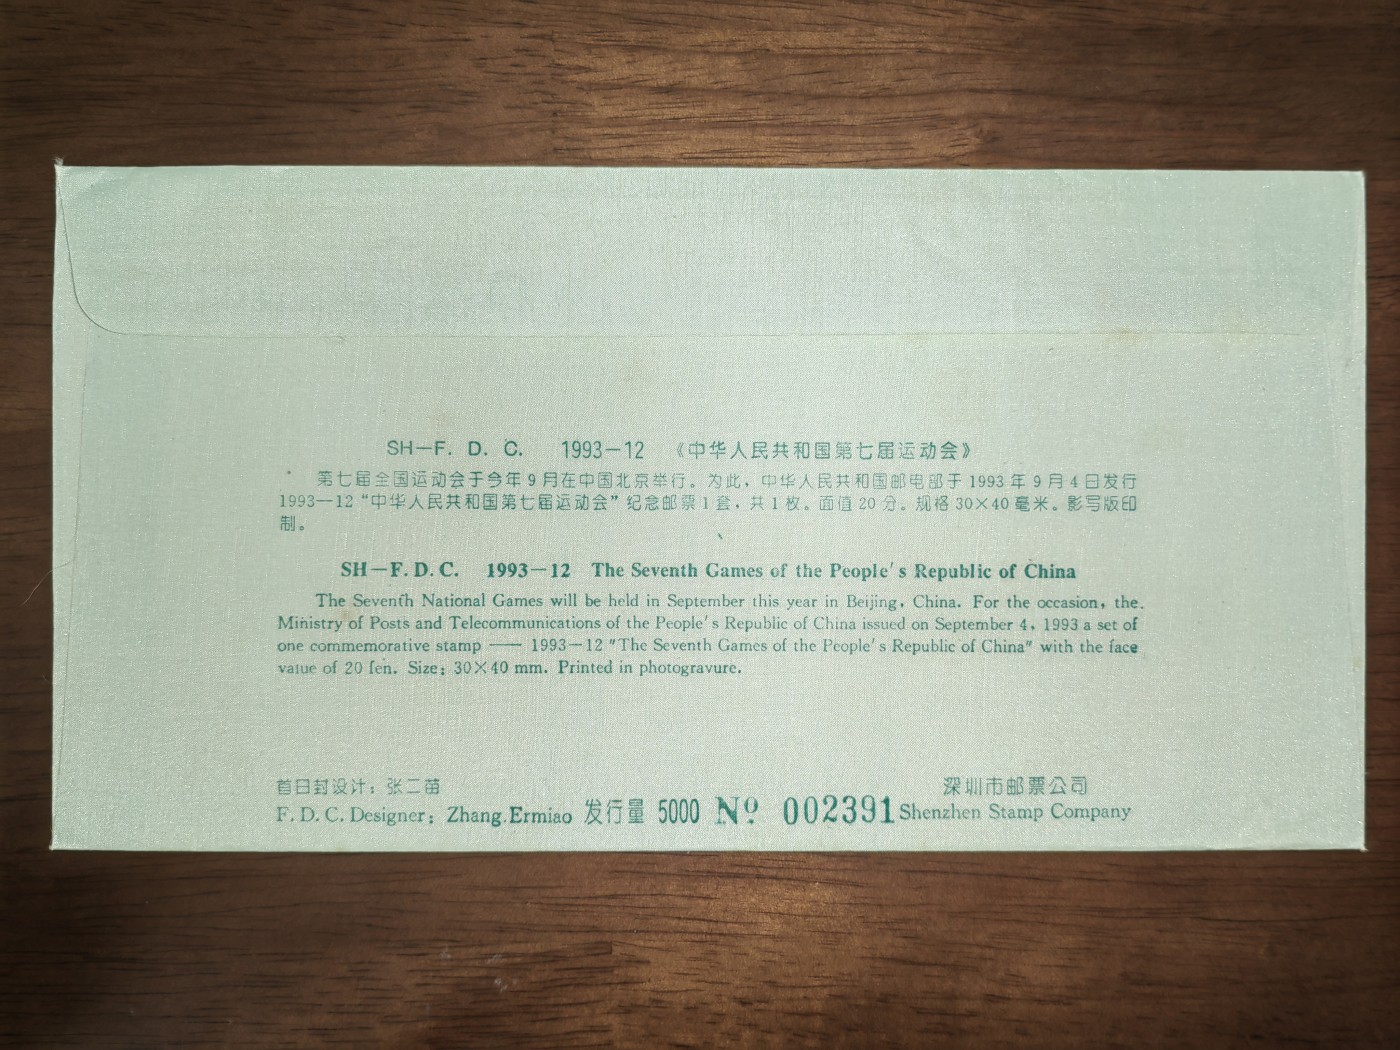 SH—F. D. C. 1993—12 《中华人民共和国第七届运动会》
第七届全国运动会于今年9月在中国北京举行。为此，中华人民共和国邮电部于1993年9月4日发行
1993—12“中华人民共和国第七届运动会”纪念邮票1套，共1枚。面值20分。规格30×40毫米。影写版印
制。
SH—F. D. C. 1993—12 The Seventh Games of the People's Republic of China
The Seventh National Games will be held in September this year in Beijing, China. For the occasion, the
Ministry of Posts and Telecommunications of the People's Republic of China issued on September 4, 1993 a set of
one commemorative stamp —— 1993—12 "The Seventh Games of the People's Republic of China" with the face
value of 20 fen. Size: 30×40 mm. Printed in photogravure.
首日封设计：张二苗 深圳市邮票公司
F. D. C. Designer: Zhang Ermiao 发行量 5000 Nº 002391 Shenzhen Stamp Company